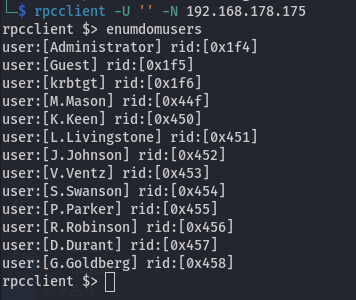 └─$ rpcclient -U '' -N 192.168.178.175
rpcclient $> enumdomusers
user:[Administrator] rid:[0x1f4]
user:[Guest] rid:[0x1f5]
user:[krbtgt] rid:[0x1f6]
user:[M.Mason] rid:[0x44f]
user:[K.Keen] rid:[0x450]
user:[L.Livingstone] rid:[0x451]
user:[J.Johnson] rid:[0x452]
user:[V.Ventz] rid:[0x453]
user:[S.Swanson] rid:[0x454]
user:[P.Parker] rid:[0x455]
user:[R.Robinson] rid:[0x456]
user:[D.Durant] rid:[0x457]
user:[G.Goldberg] rid:[0x458]
rpcclient $>